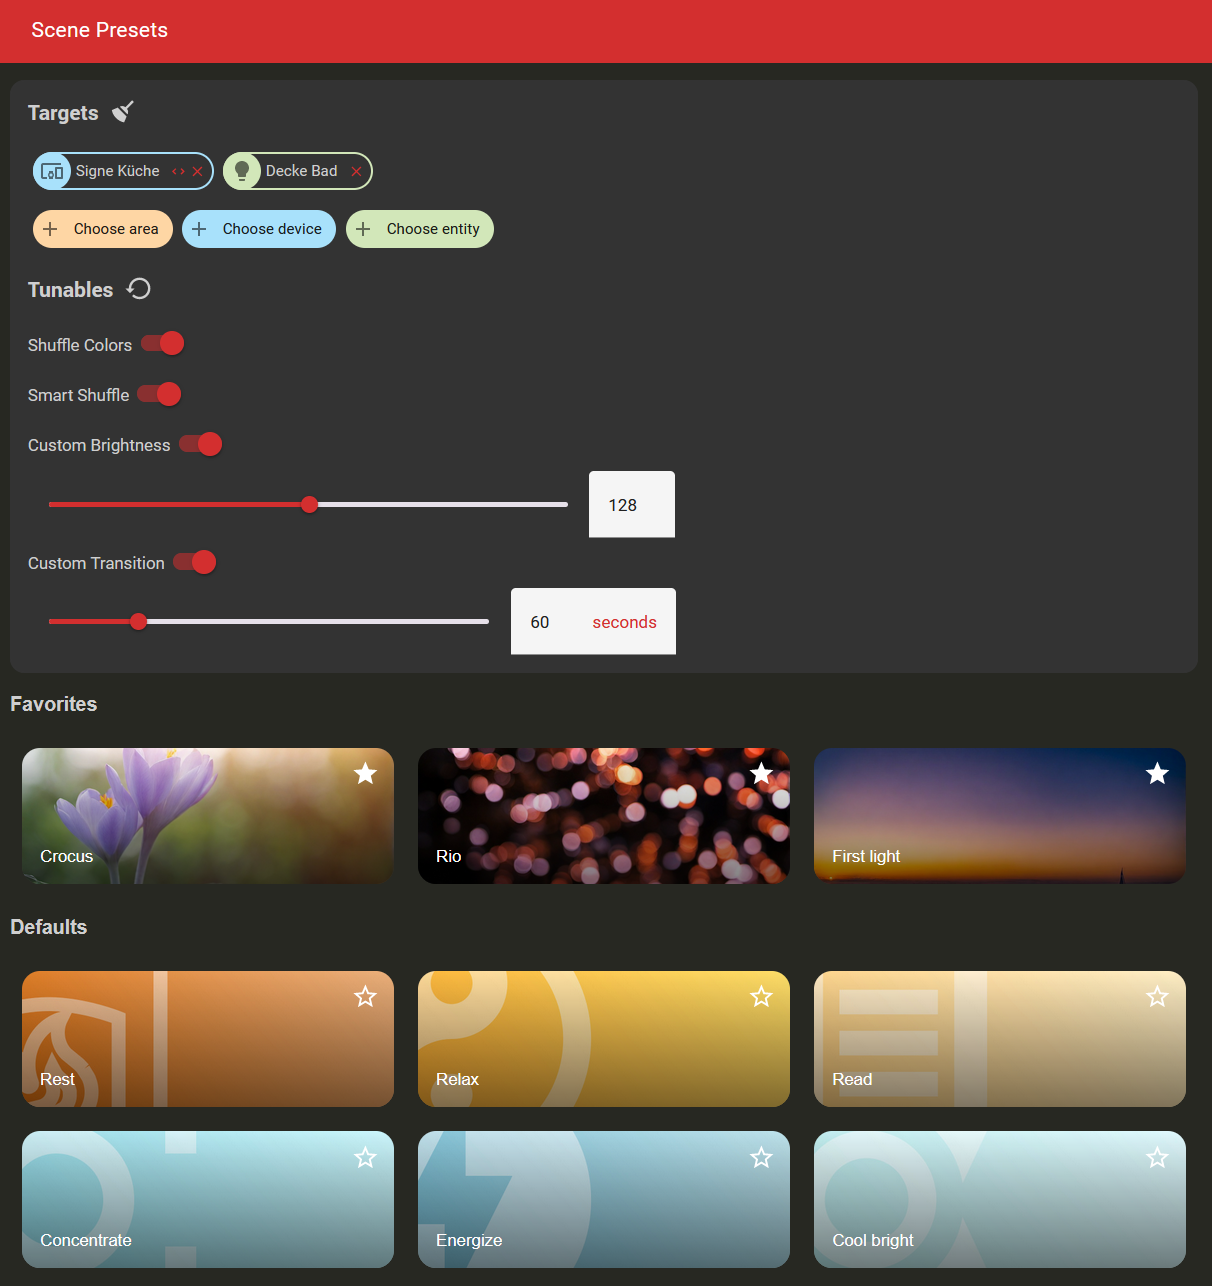 Scene Presets
Targets
Signe Küche
Decke Bad
Choose area
Choose device
Choose entity
Tunables
Shuffle Colors
Smart Shuffle
Custom Brightness
128
Custom Transition
60 seconds
Favorites
Crocus
Rio
First light
Defaults
Rest
Relax
Read
Concentrate
Energize
Cool bright